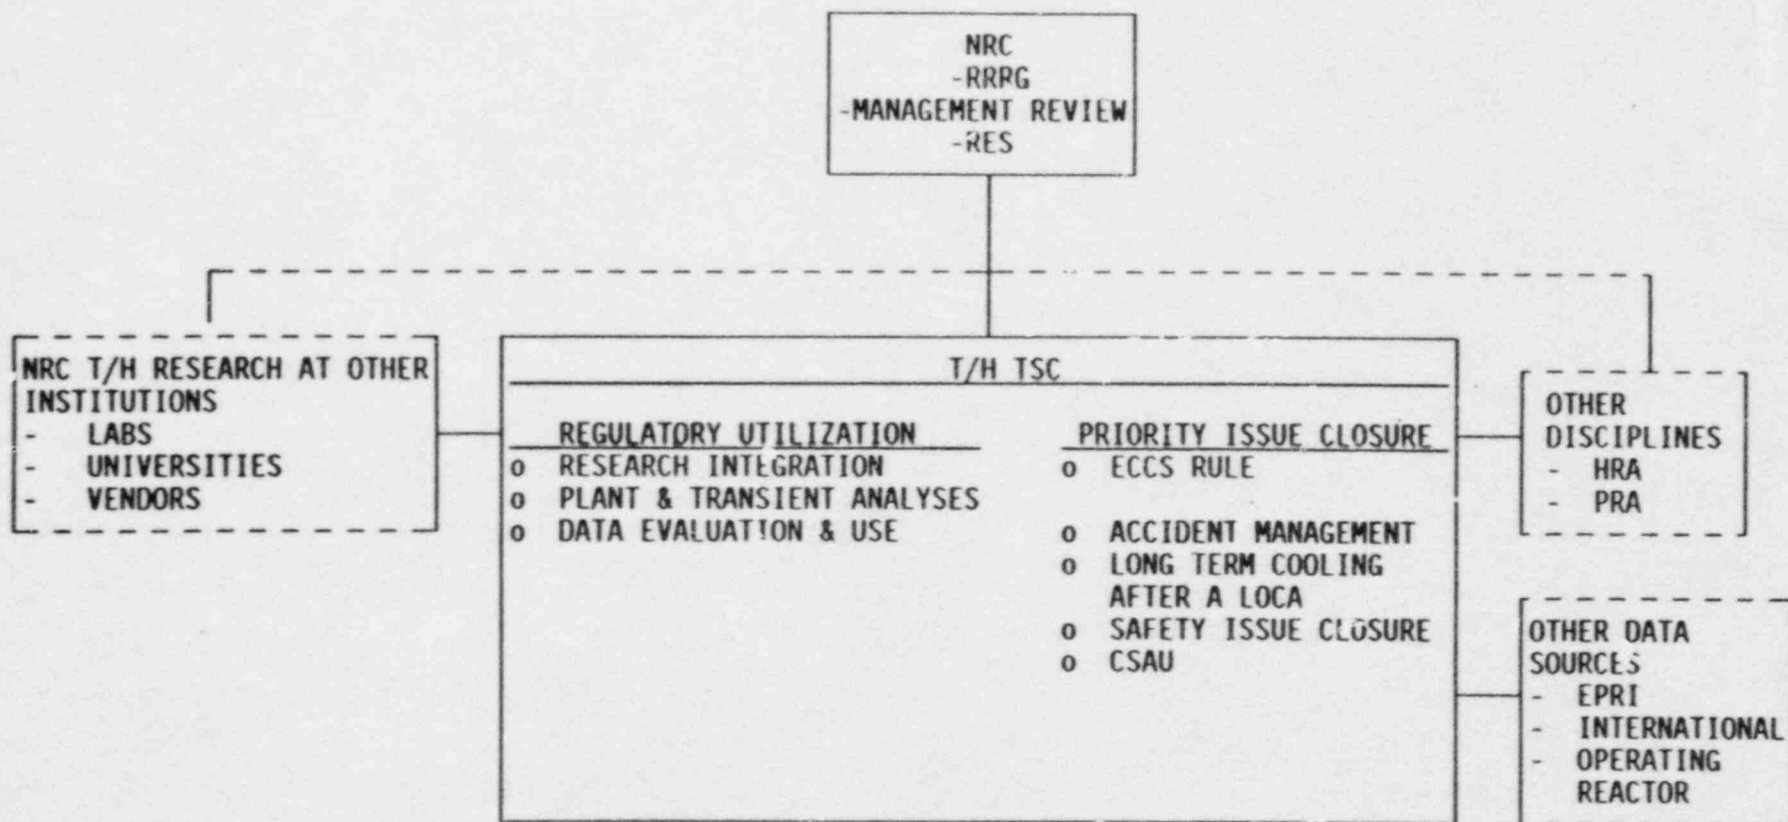 NRC
-RRRG
-MANAGEMENT REVIEW
-RES
NRC T/H RESEARCH AT OTHER
INSTITUTIONS
- LABS
- UNIVERSITIES
- VENDORS
T/H TSC
REGULATORY UTILIZATION
o RESEARCH INTEGRATION
o PLANT & TRANSIENT ANALYSES
o DATA EVALUATION & USE
PRIORITY ISSUE CLOSURE
o ECCS RULE
o ACCIDENT MANAGEMENT
o LONG TERM COOLING
AFTER A LOCA
o SAFETY ISSUE CLOSURE
o CSAU
OTHER
DISCIPLINES
- HRA
- PRA
OTHER DATA
SOURCES
- EPRI
- INTERNATIONAL
- OPERATING
REACTOR